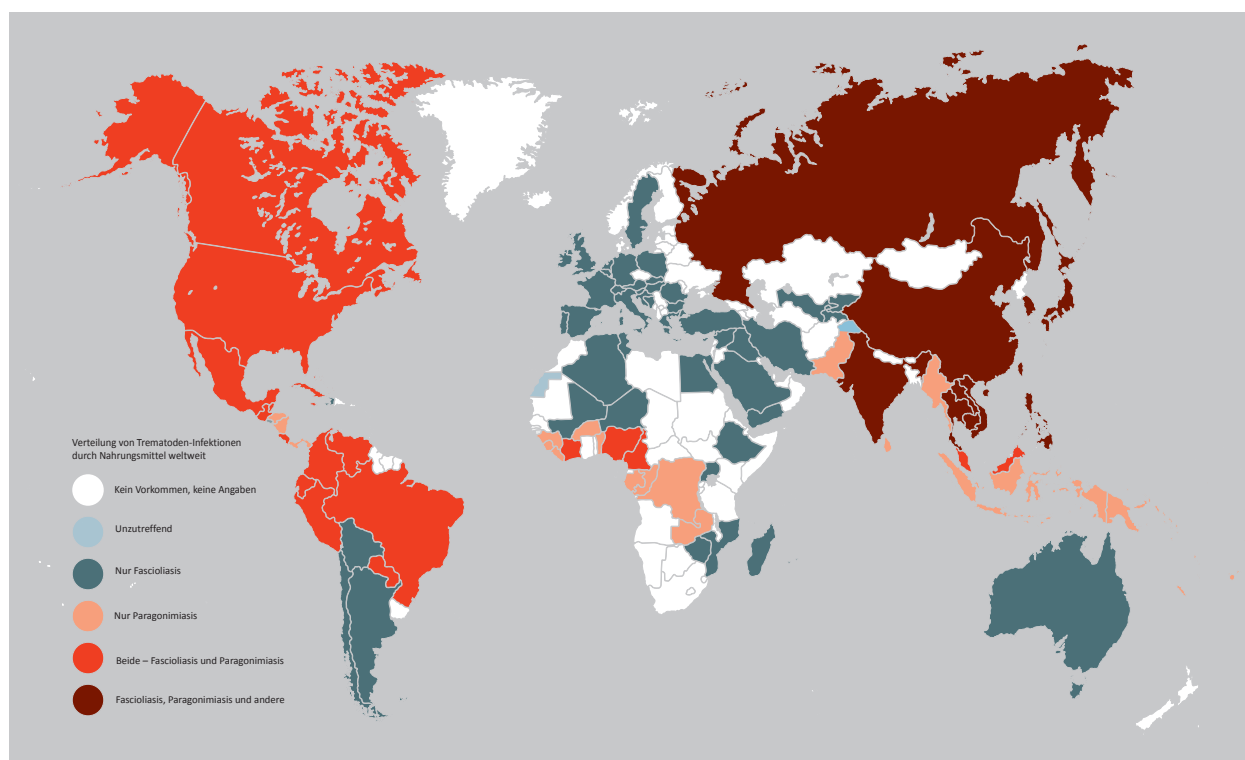 Verteilung von Trematoden-Infektionen
durch Nahrungsmittel weltweit
Kein Vorkommen, keine Angaben
Unzutreffend
Nur Fascioliasis
Nur Paragonimiasis
Beide – Fascioliasis und Paragonimiasis
Fascioliasis, Paragonimiasis und andere